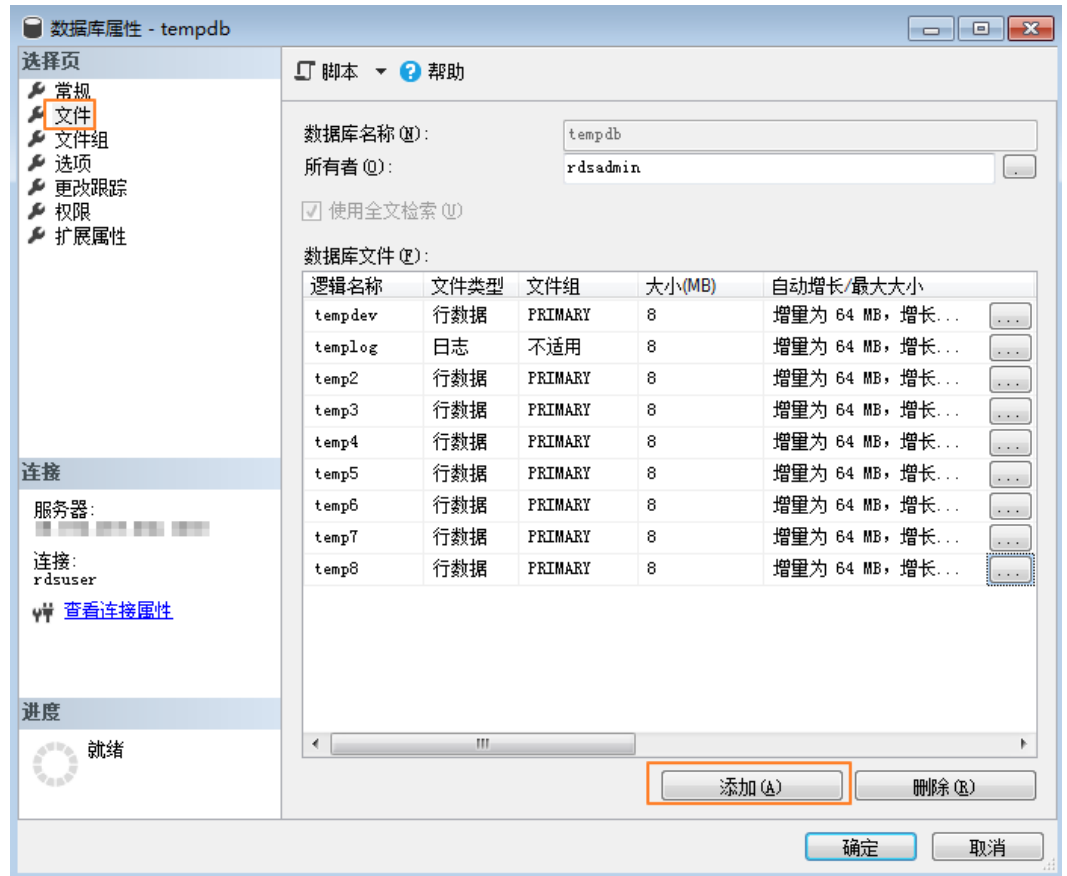 数据库属性 - tempdb
选择页
常规
文件
文件组
选项
更改跟踪
权限
扩展属性
连接
服务器:
连接:
rdsuser
查看连接属性
进度
就绪
脚本 帮助
数据库名称(N): tempdb
所有者(O): rdsadmin
使用全文检索(U)
数据库文件(F):
逻辑名称 文件类型 文件组 大小(MB) 自动增长/最大大小
tempdev 行数据 PRIMARY 8 增量为 64 MB，增长... ...
templog 日志 不适用 8 增量为 64 MB，增长... ...
temp2 行数据 PRIMARY 8 增量为 64 MB，增长... ...
temp3 行数据 PRIMARY 8 增量为 64 MB，增长... ...
temp4 行数据 PRIMARY 8 增量为 64 MB，增长... ...
temp5 行数据 PRIMARY 8 增量为 64 MB，增长... ...
temp6 行数据 PRIMARY 8 增量为 64 MB，增长... ...
temp7 行数据 PRIMARY 8 增量为 64 MB，增长... ...
temp8 行数据 PRIMARY 8 增量为 64 MB，增长... ...
添加(A) 删除(R)
确定 取消